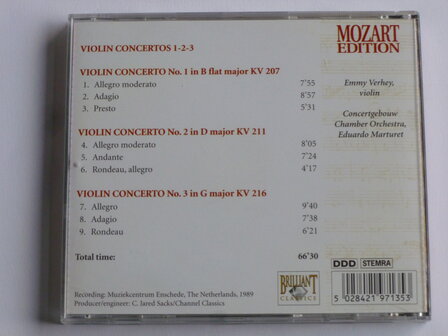 VIOLIN CONCERTOS 1-2-3
VIOLIN CONCERTO No. 1 in B flat major KV 207
1. Allegro moderato 7'55
2. Adagio 8'57
3. Presto 5'31
VIOLIN CONCERTO No. 2 in D major KV 211
4. Allegro moderato 8'05
5. Andante 7'24
6. Rondeau, allegro 4'17
VIOLIN CONCERTO No. 3 in G major KV 216
7. Allegro 9'40
8. Adagio 7'38
9. Rondeau 6'21
Total time: 66'30
Recording: Muziekcentrum Enschede, The Netherlands, 1989
Producer/engineer: C. Jared Sacks/Channel Classics
BRILLIANT
CLASSICS
MOZART
EDITION
Emmy Verhey,
violin
Concertgebouw
Chamber Orchestra,
Eduardo Marturet
DDD STEMRA
5 028421 971353